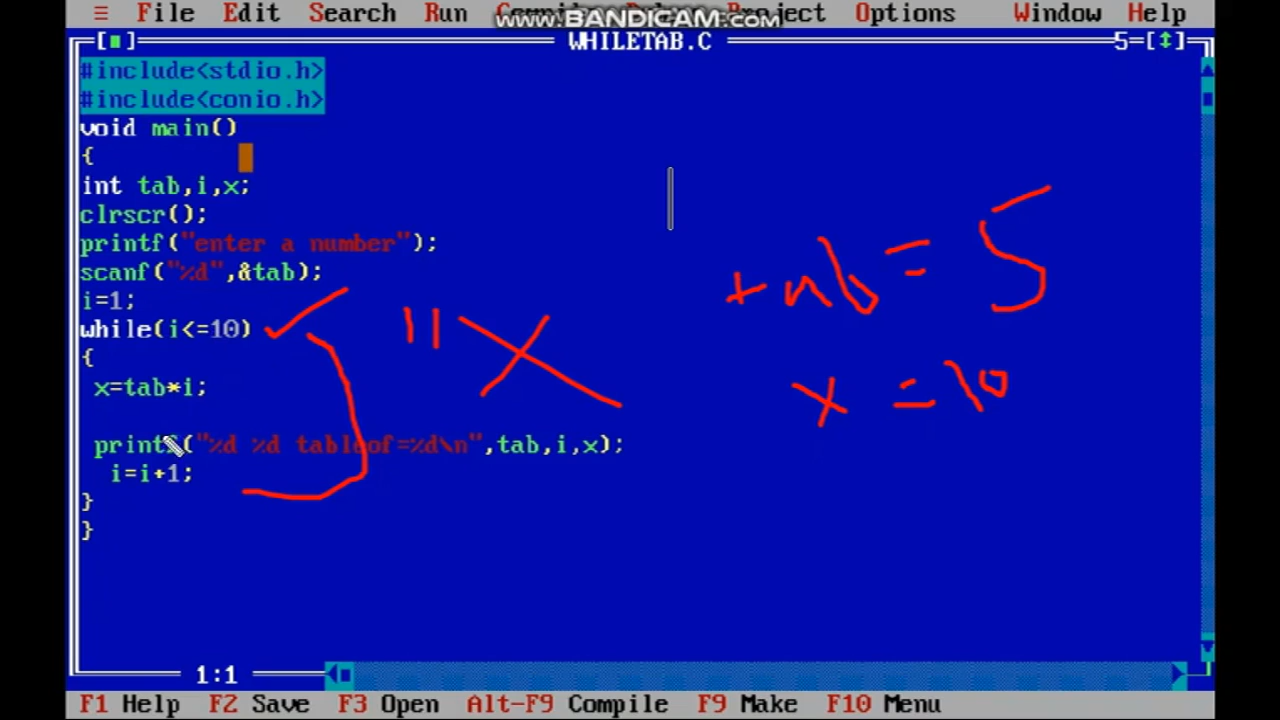 ≡ File Edit Search Run Compile Debug Project Options Window Help
WWW.BANDICAM.COM
WHILETAB.C
5=[↕]
#include<stdio.h>
#include<conio.h>
void main()
{
int tab,i,x;
clrscr();
printf("enter a number");
scanf("%d",&tab);
i=1;
while(i<=10)
{
x=tab*i;
printf("%d %d tableof=%d\n",tab,i,x);
i=i+1;
}
}
tab=5
"X
x=10
1:1
F1 Help F2 Save F3 Open Alt-F9 Compile F9 Make F10 Menu